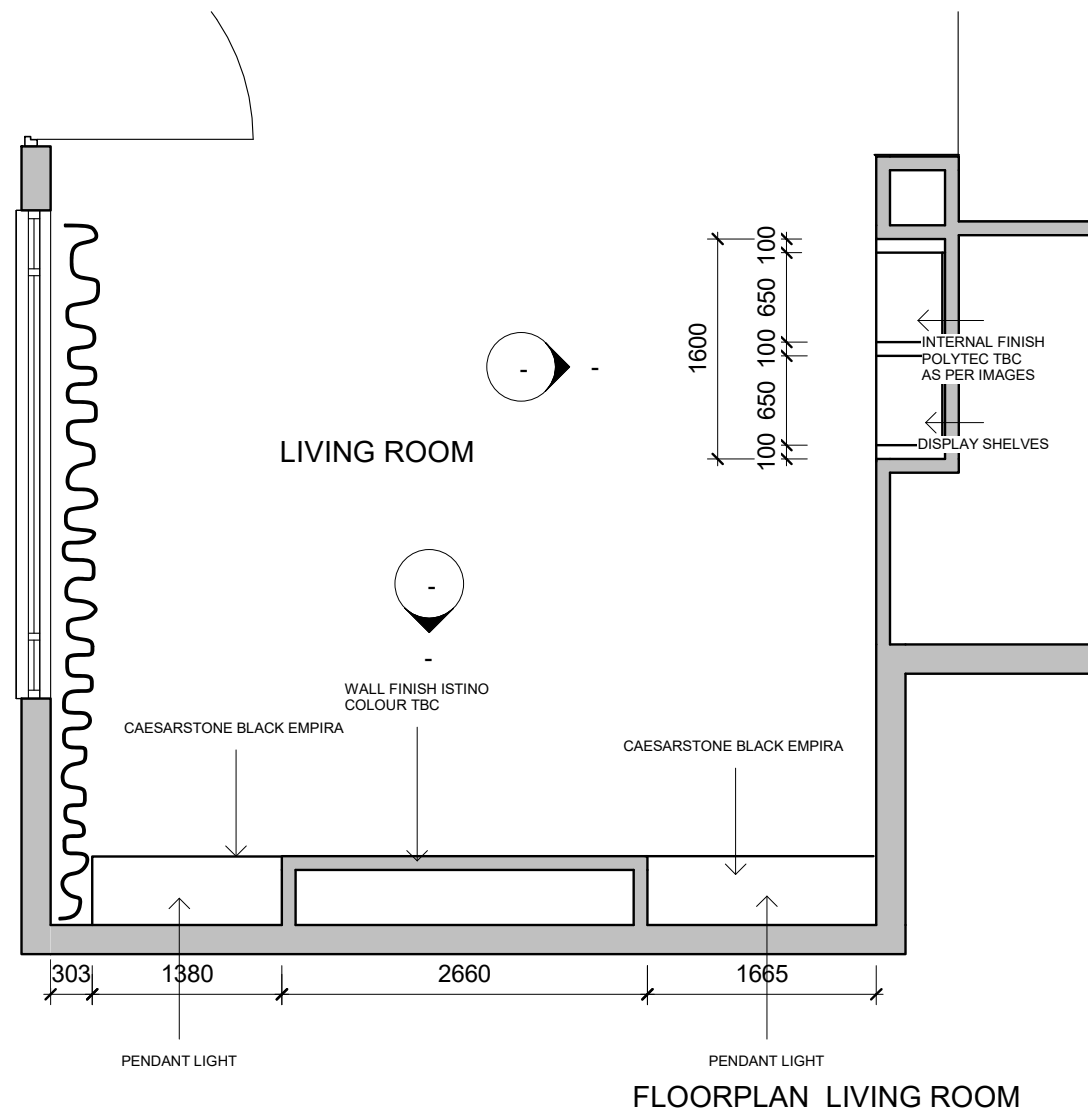 100
650
100
650
100
1600
INTERNAL FINISH
POLYTEC TBC
AS PER IMAGES
DISPLAY SHELVES
-
-
LIVING ROOM
-
-
WALL FINISH ISTINO
COLOUR TBC
CAESARSTONE BLACK EMPIRA
CAESARSTONE BLACK EMPIRA
303
1380
2660
1665
PENDANT LIGHT
PENDANT LIGHT
FLOORPLAN LIVING ROOM